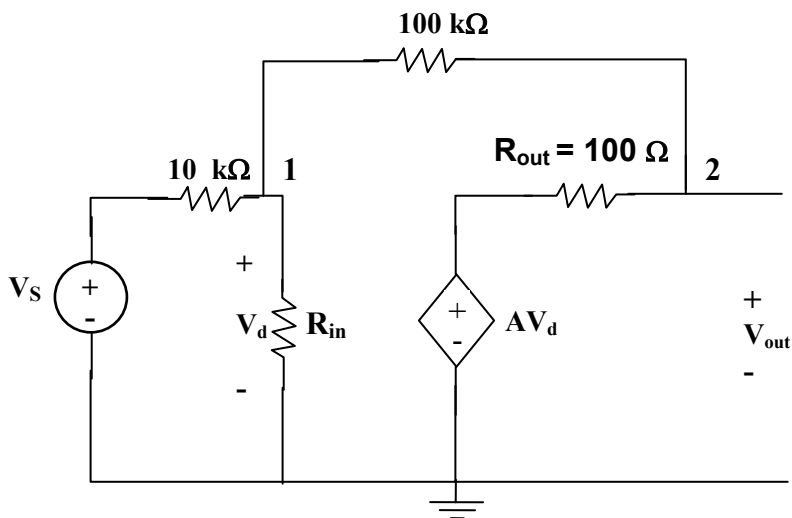 100 kΩ
R_out = 100 Ω
10 kΩ
1
2
V_S
+
-
+
V_d
-
R_in
+
-
AV_d
+
V_out
-